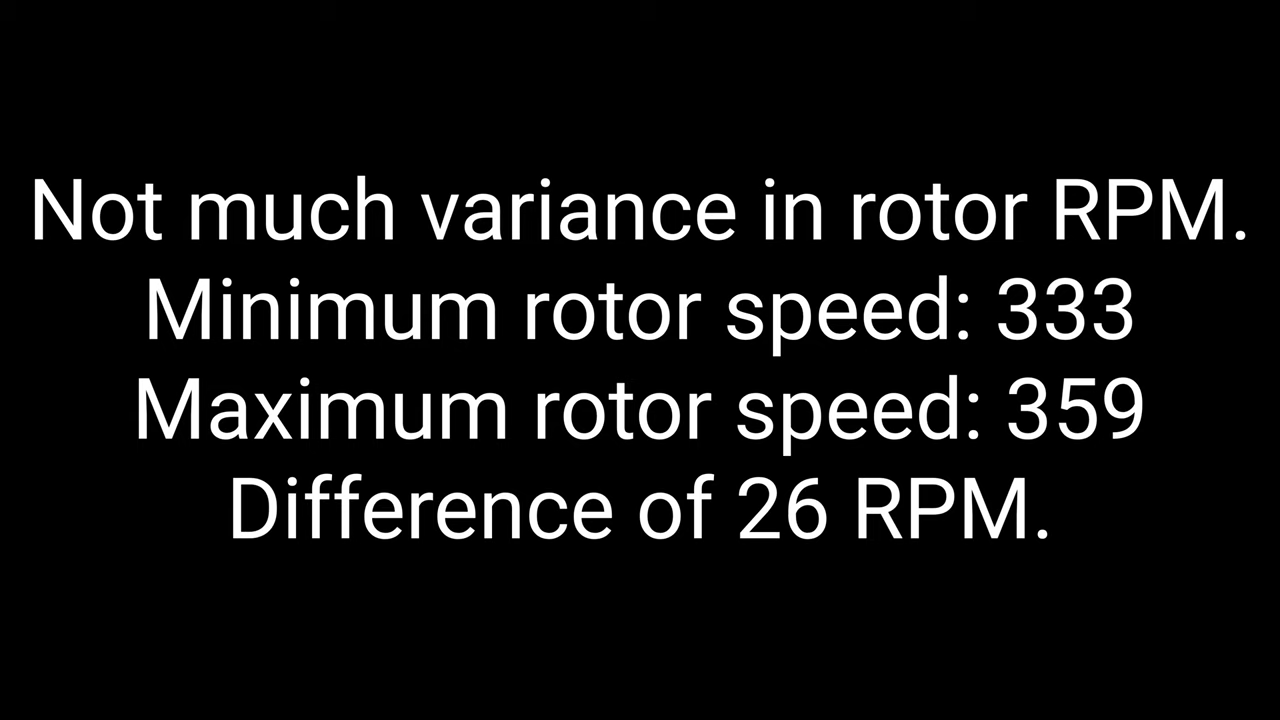 Not much variance in rotor RPM.
Minimum rotor speed: 333
Maximum rotor speed: 359
Difference of 26 RPM.